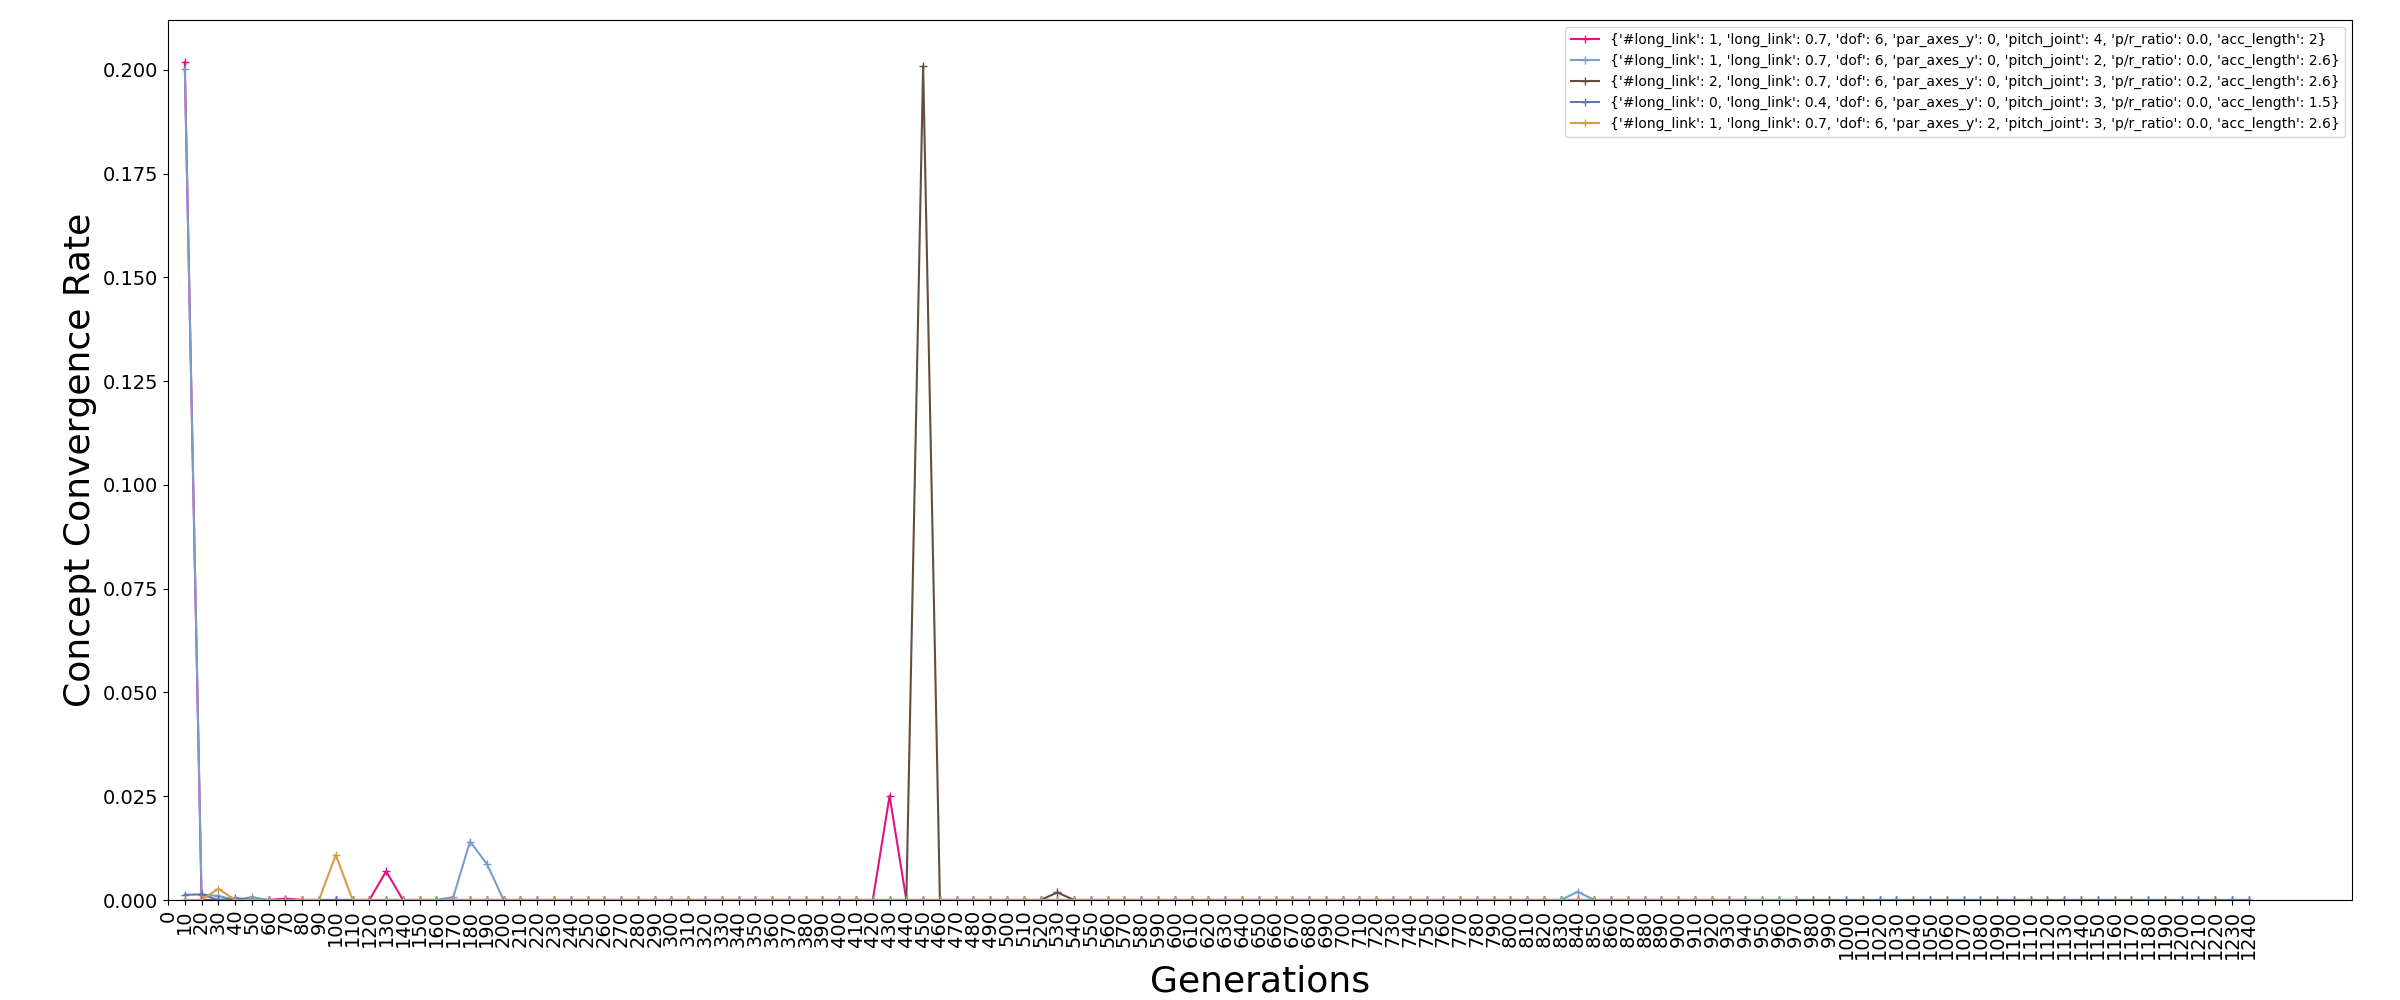 {'#long_link': 1, 'long_link': 0.7, 'dof': 6, 'par_axes_y': 0, 'pitch_joint': 4, 'p/r_ratio': 0.0, 'acc_length': 2}
{'#long_link': 1, 'long_link': 0.7, 'dof': 6, 'par_axes_y': 0, 'pitch_joint': 2, 'p/r_ratio': 0.0, 'acc_length': 2.6}
{'#long_link': 2, 'long_link': 0.7, 'dof': 6, 'par_axes_y': 0, 'pitch_joint': 3, 'p/r_ratio': 0.2, 'acc_length': 2.6}
{'#long_link': 0, 'long_link': 0.4, 'dof': 6, 'par_axes_y': 0, 'pitch_joint': 3, 'p/r_ratio': 0.0, 'acc_length': 1.5}
{'#long_link': 1, 'long_link': 0.7, 'dof': 6, 'par_axes_y': 2, 'pitch_joint': 3, 'p/r_ratio': 0.0, 'acc_length': 2.6}
Concept Convergence Rate
0.200
0.175
0.150
0.125
0.100
0.075
0.050
0.025
0.000
0 10 20 30 40 50 60 70 80 90 100 110 120 130 140 150 160 170 180 190 200 210 220 230 240 250 260 270 280 290 300 310 320 330 340 350 360 370 380 390 400 410 420 430 440 450 460 470 480 490 500 510 520 530 540 550 560 570 580 590 600 610 620 630 640 650 660 670 680 690 700 710 720 730 740 750 760 770 780 790 800 810 820 830 840 850 860 870 880 890 900 910 920 930 940 950 960 970 980 990 1000 1010 1020 1030 1040 1050 1060 1070 1080 1090 1100 1110 1120 1130 1140 1150 1160 1170 1180 1190 1200 1210 1220 1230 1240
Generations